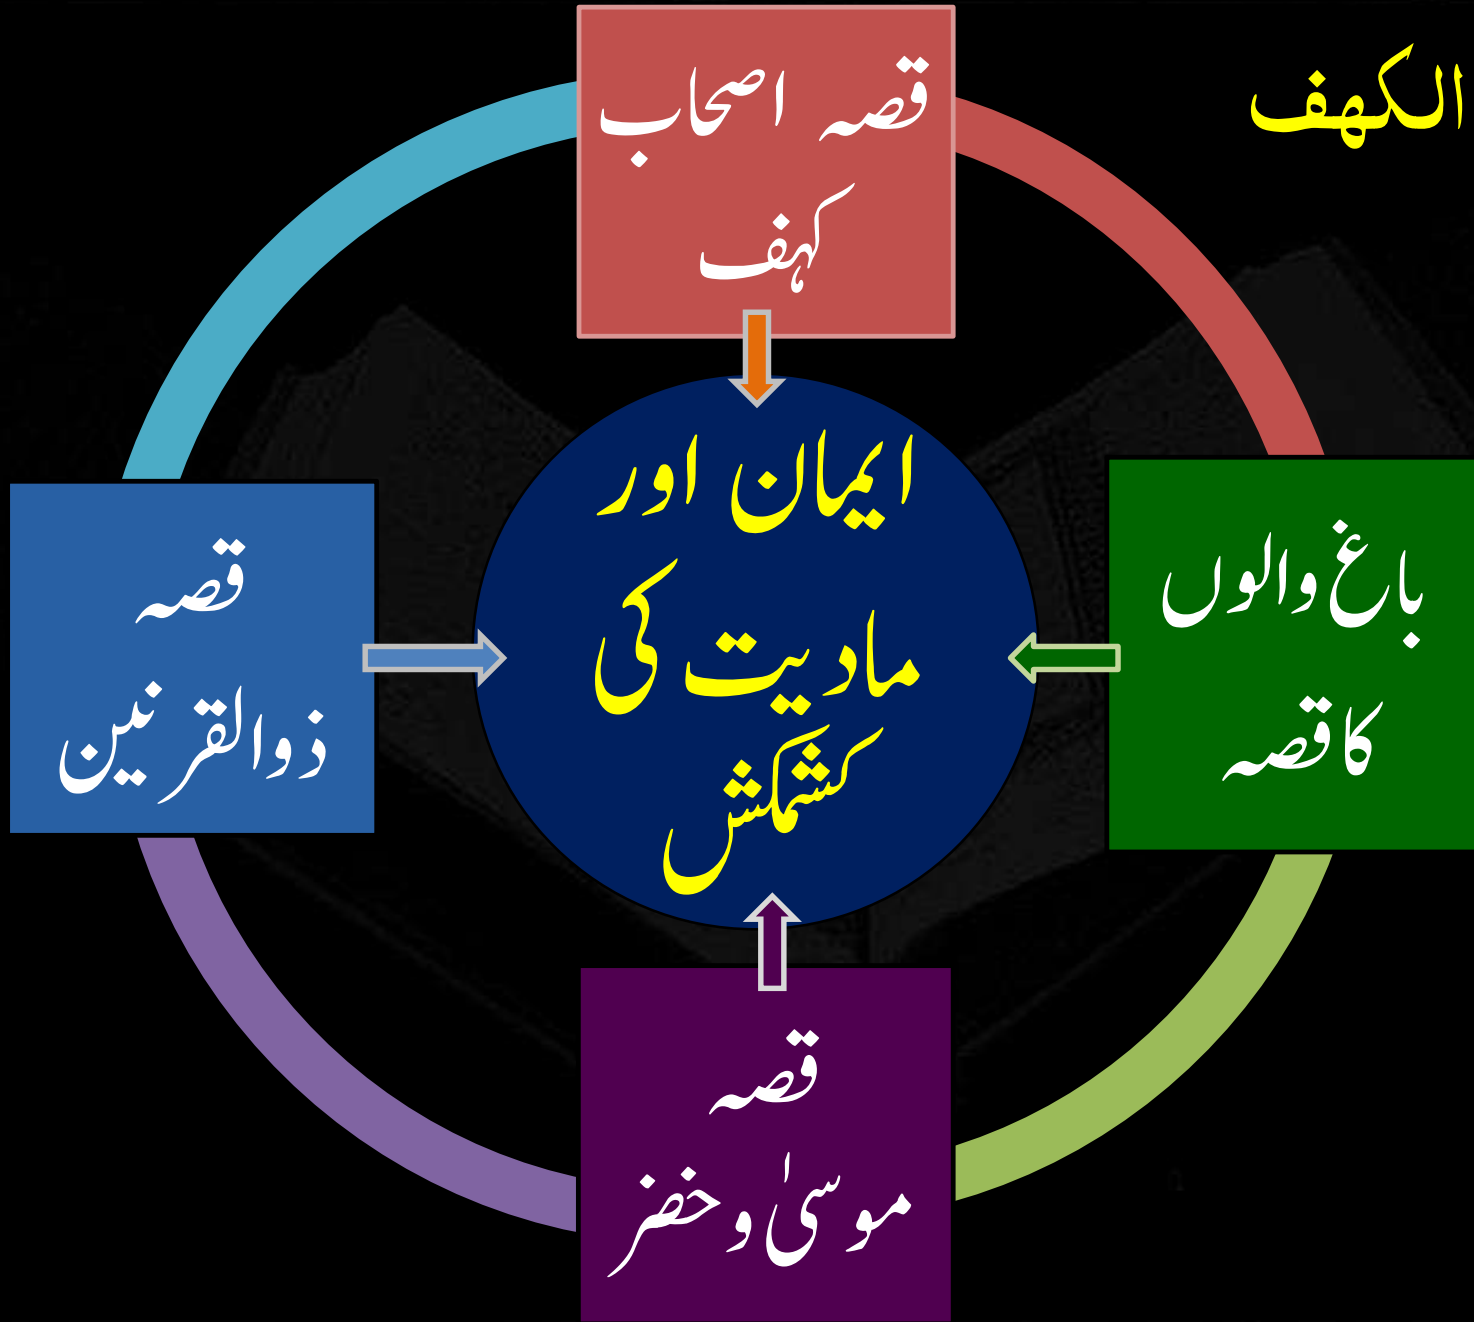 الکھف
قصہ اصحاب
کہف
باغ والوں
کا قصہ
قصہ
موسیٰ و خضر
قصہ
ذوالقرنین
ایمان اور
مادیت کی
کشمکش